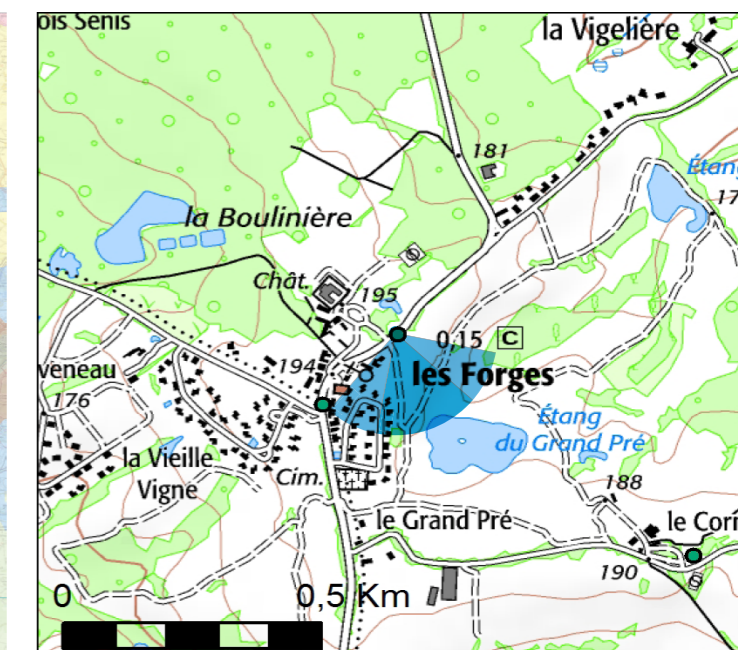 ois Senis
la Vigelière
181
Étang
17
la Boulinière
Chât.
195
0.15 C
194
les Forges
veneau
176
Étang
du Grand Pré
la Vieille
Vigne
Cim.
188
le Grand Pré
le Cor
190
0 0,5 Km